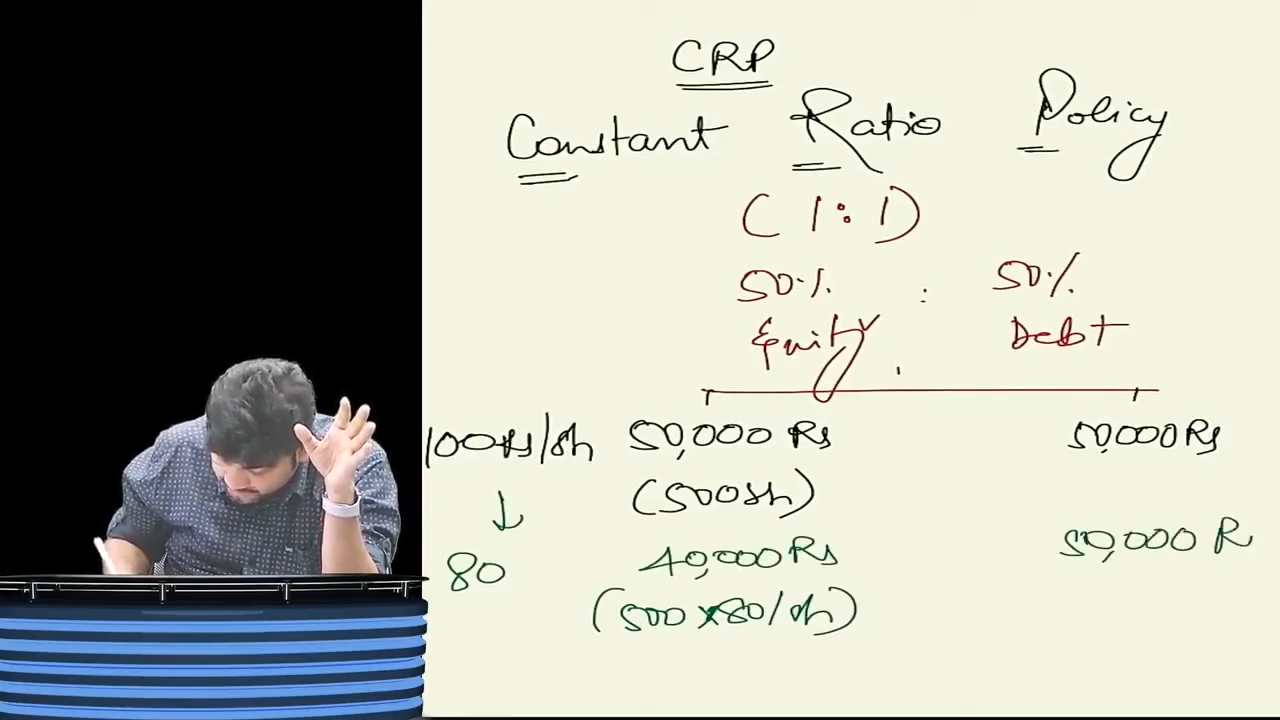 CRP
Constant Ratio Policy
(1:1)
50% : 50%
Equity Debt
100Rs/sh 50,000 Rs 50,000 Rs
(500sh)
80 40,000 Rs 50,000 R
(500 x 80/sh)